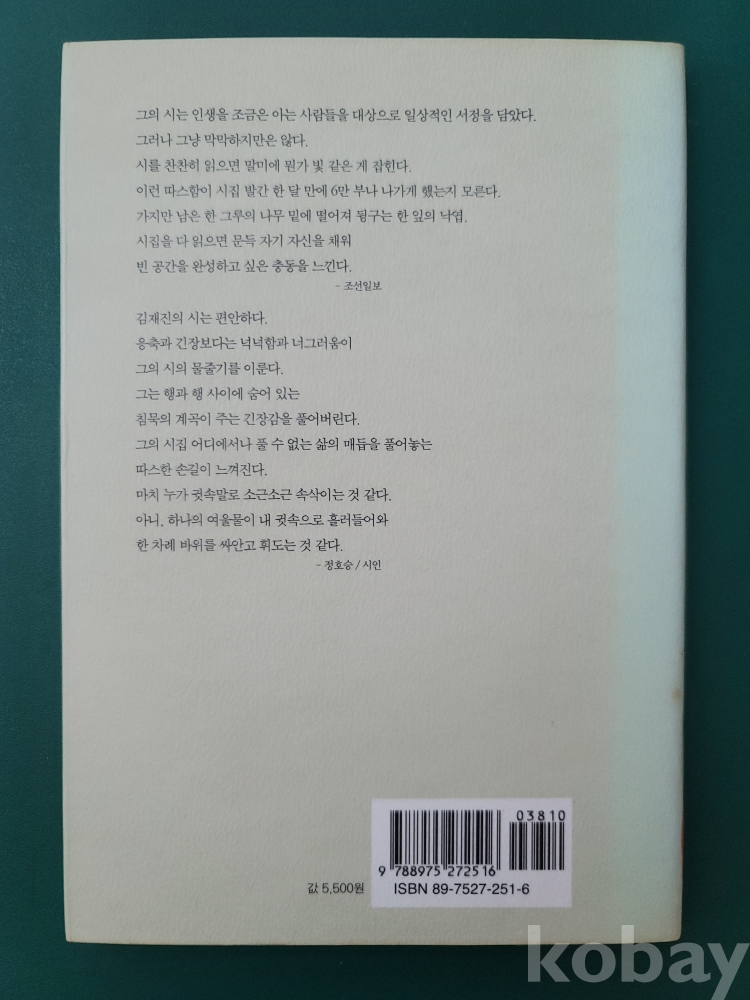 그의 시는 인생을 조금은 아는 사람들을 대상으로 일상적인 서정을 담았다.
그러나 그냥 막막하지만은 않다.
시를 찬찬히 읽으면 말미에 뭔가 빛 같은 게 잡힌다.
이런 따스함이 시집 발간 한 달 만에 6만 부나 나가게 했는지 모른다.
가지만 남은 한 그루의 나무 밑에 떨어져 뒹구는 한 잎의 낙엽.
시집을 다 읽으면 문득 자기 자신을 채워
빈 공간을 완성하고 싶은 충동을 느낀다.
- 조선일보
김재진의 시는 편안하다.
응축과 긴장보다는 넉넉함과 너그러움이
그의 시의 물줄기를 이룬다.
그는 행과 행 사이에 숨어 있는
침묵의 계곡이 주는 긴장감을 풀어버린다.
그의 시집 어디에서나 풀 수 없는 삶의 매듭을 풀어놓는
따스한 손길이 느껴진다.
마치 누가 귓속말로 소근소근 속삭이는 것 같다.
아니, 하나의 여울물이 내 귓속으로 흘러들어와
한 차례 바위를 싸안고 휘도는 것 같다.
- 정호승 / 시인
03810
9 788975 272516
값 5,500원
ISBN 89-7527-251-6
kobay